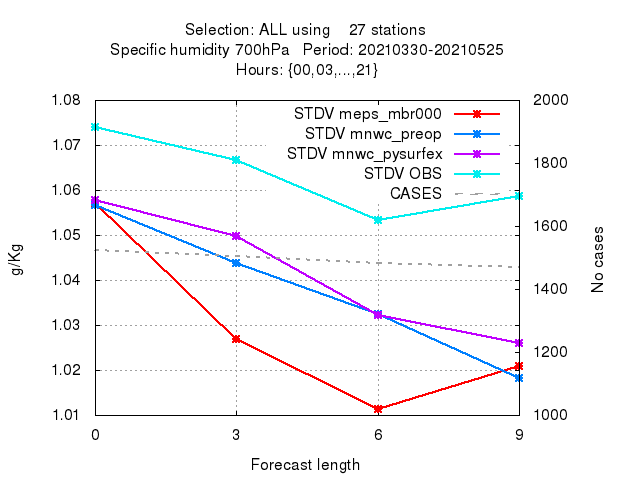 Selection: ALL using    27 stations
Specific humidity 700hPa   Period: 20210330-20210525
Hours: {00,03,...,21}
1.08
1.07
1.06
1.05
1.04
1.03
1.02
1.01
g/Kg
STDV meps_mbr000
STDV mnwc_preop
STDV mnwc_pysurfex
STDV OBS
CASES
2000
1800
1600
1400
1200
1000
No cases
0 3 6 9
Forecast length